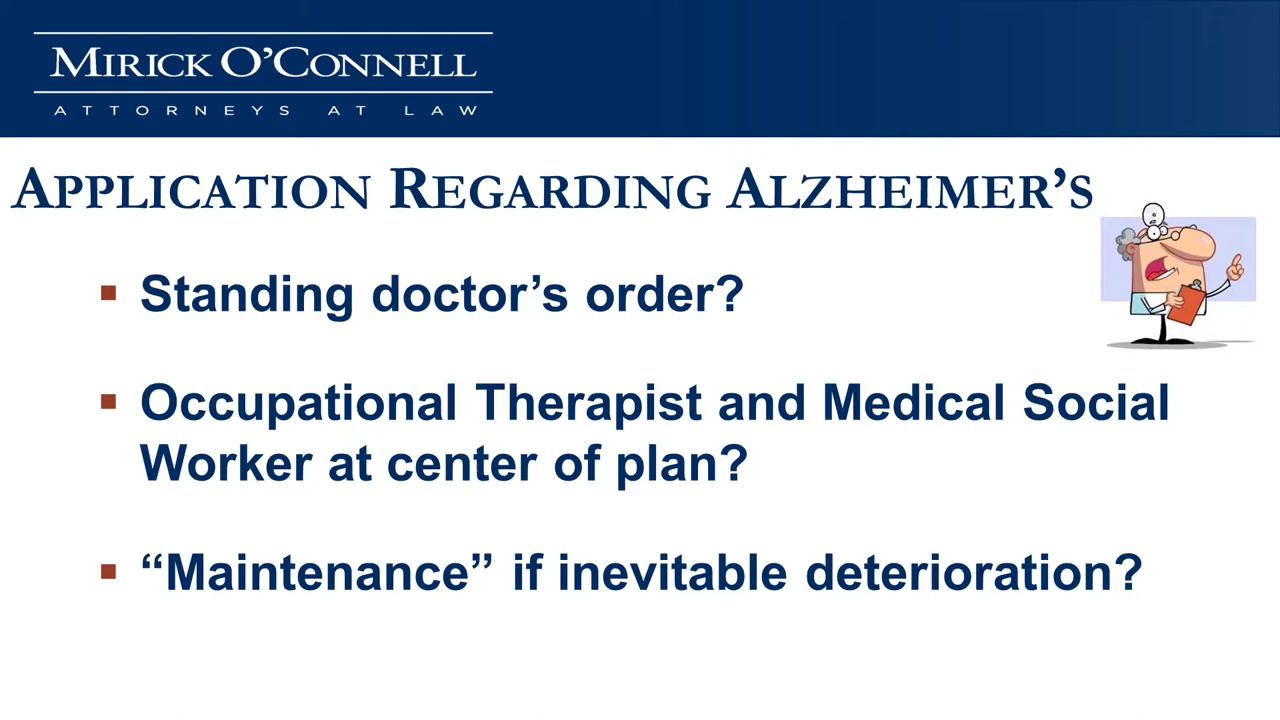 MIRICK O’CONNELL
ATTORNEYS AT LAW
APPLICATION REGARDING ALZHEIMER’S
▪ Standing doctor’s order?
▪ Occupational Therapist and Medical Social
Worker at center of plan?
▪ “Maintenance” if inevitable deterioration?